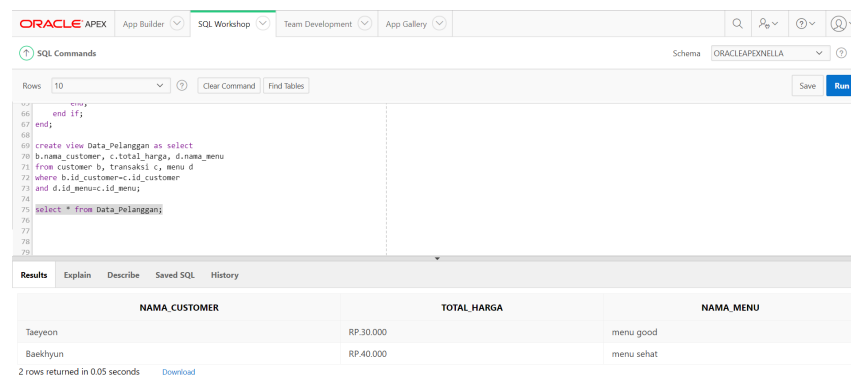 ORACLE APEX App Builder SQL Workshop Team Development App Gallery
SQL Commands Schema ORACLEAPEXNELLA
Rows 10 Clear Command Find Tables Save Run
65 end;
66 end if;
67 end;
68
69 create view Data_Pelanggan as select
70 b.nama_customer, c.total_harga, d.nama_menu
71 from customer b, transaksi c, menu d
72 where b.id_customer=c.id_customer
73 and d.id_menu=c.id_menu;
74
75 select * from Data_Pelanggan;
76
77
78
79
Results Explain Describe Saved SQL History
NAMA_CUSTOMER TOTAL_HARGA NAMA_MENU
Taeyeon RP.30.000 menu good
Baekhyun RP.40.000 menu sehat
2 rows returned in 0.05 seconds Download